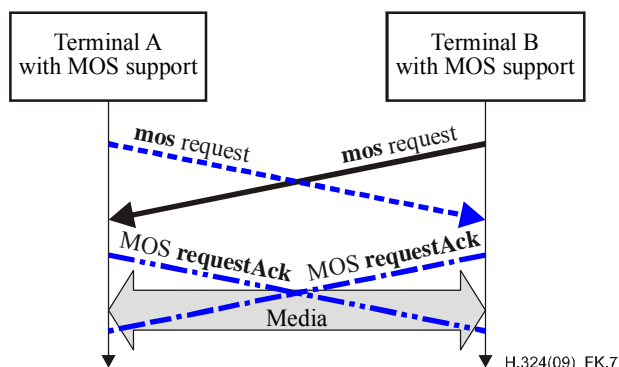 Terminal A
with MOS support
Terminal B
with MOS support
mos request
mos request
MOS requestAck
MOS requestAck
Media
H.324(09)_FK.7